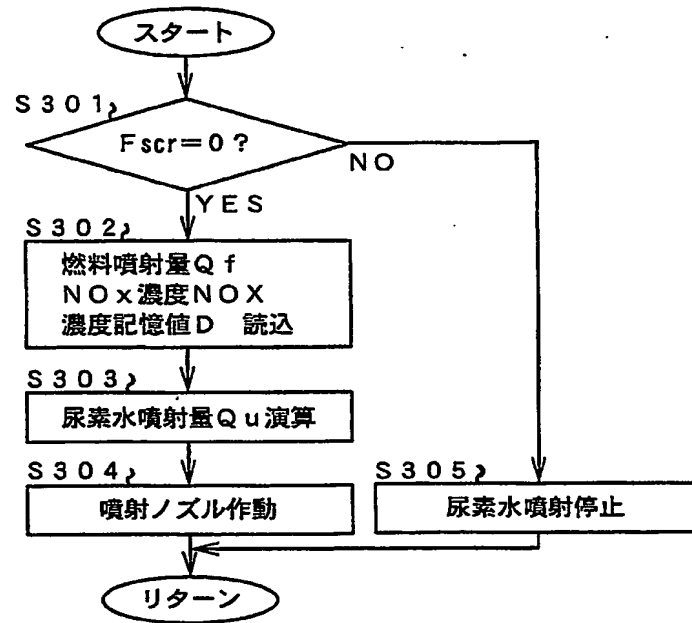 スタート
S301
Fscr=0?
NO
YES
S302
燃料噴射量Qf
NOx濃度NOX
濃度記憶値D 読込
S303
尿素水噴射量Qu演算
S304
噴射ノズル作動
S305
尿素水噴射停止
リターン